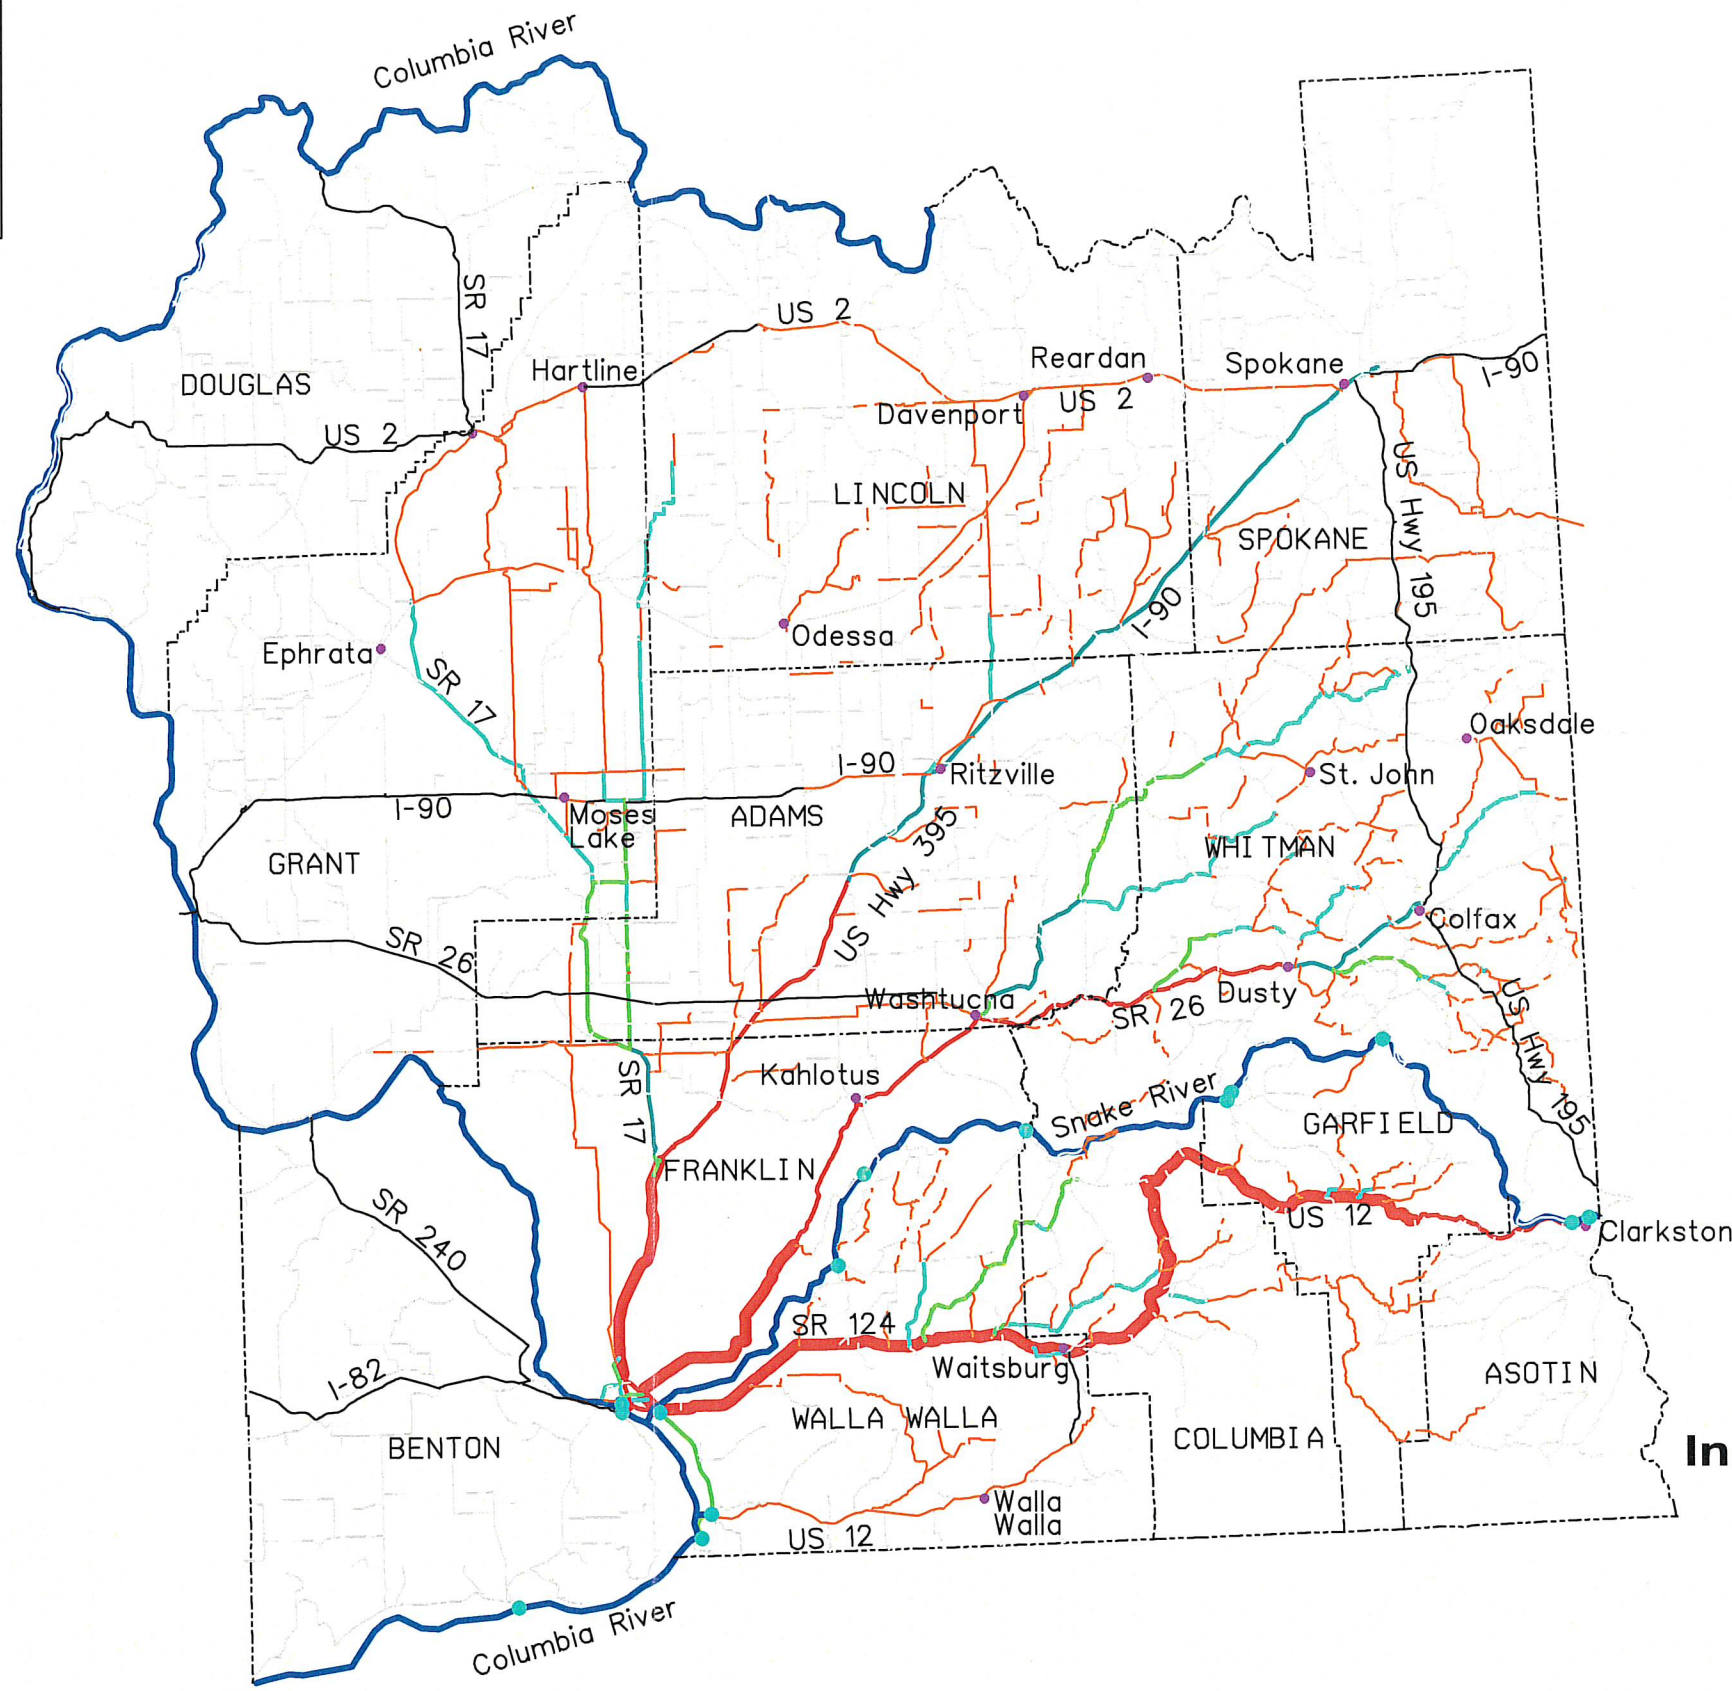 Columbia River
SR 17
US 2
DOUGLAS
Hartline
Reardan
Spokane
I-90
Davenport
US 2
US 2
US Hwy 195
LINCOLN
SPOKANE
I-90
Odessa
Ephrata
SR 17
Oaksdale
I-90
Ritzville
St. John
I-90
Moses
Lake
ADAMS
US Hwy 395
WHITMAN
GRANT
Colfax
SR 26
Washtucna
SR 26
Dusty
US Hwy 195
SR 17
Kahlotus
Snake River
GARFIELD
FRANKLIN
SR 240
US 12
Clarkston
SR 124
Waitsburg
I-82
ASOTIN
WALLA WALLA
COLUMBIA
BENTON
In
Walla
Walla
US 12
Columbia River